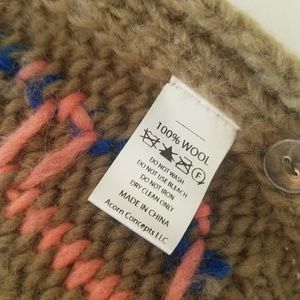 100% WOOL
F
DO NOT WASH
DO NOT USE BLEACH
DO NOT IRON
DRY CLEAN ONLY
MADE IN CHINA
Acorn Concepts LLC.